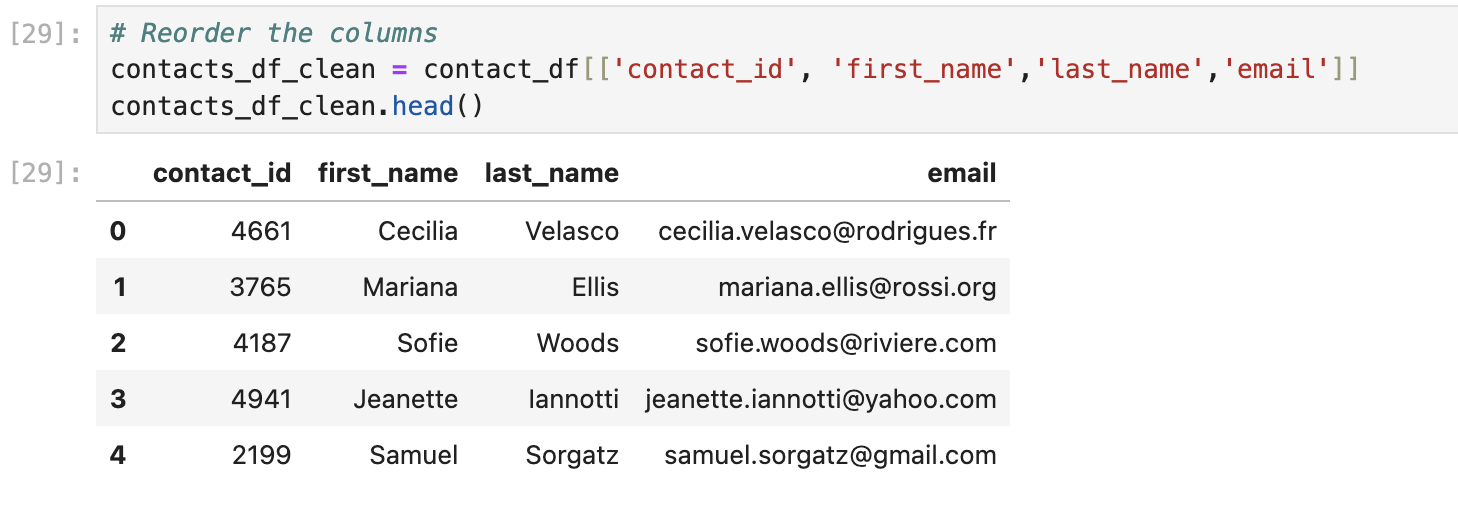 [29]: # Reorder the columns
contacts_df_clean = contact_df[['contact_id', 'first_name','last_name','email']]
contacts_df_clean.head()
[29]: contact_id first_name last_name email
0 4661 Cecilia Velasco cecilia.velasco@rodrigues.fr
1 3765 Mariana Ellis mariana.ellis@rossi.org
2 4187 Sofie Woods sofie.woods@riviere.com
3 4941 Jeanette Iannotti jeanette.iannotti@yahoo.com
4 2199 Samuel Sorgatz samuel.sorgatz@gmail.com